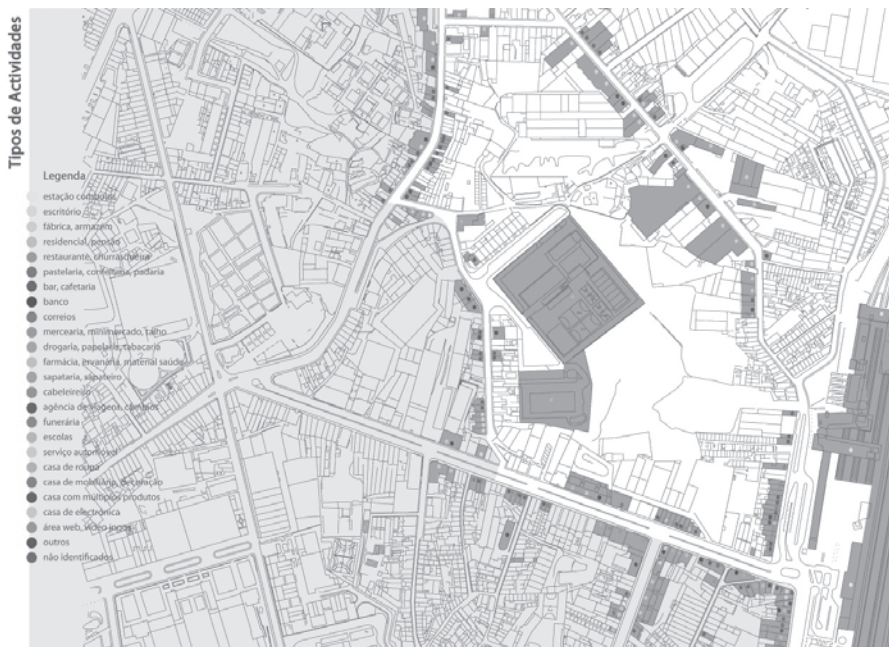 Tipos de Actividades
Legenda
estação comboios
escritório
fábrica, armazém
residencial, pensão
restaurante, churrasqueira
pastelaria, confeitaria, padaria
bar, cafetaria
banco
correios
mercearia, minimercado, talho
drogaria, papelaria, tabacaria
farmácia, ervanária, material saúde
sapataria, sapateiro
cabeleireiro
agência de viagens, câmbios
funerária
escolas
serviço automóvel
casa de roupa
casa de mobiliário, decoração
casa com múltiplos produtos
casa de electrónica
área web, vídeo jogos
outros
não identificados